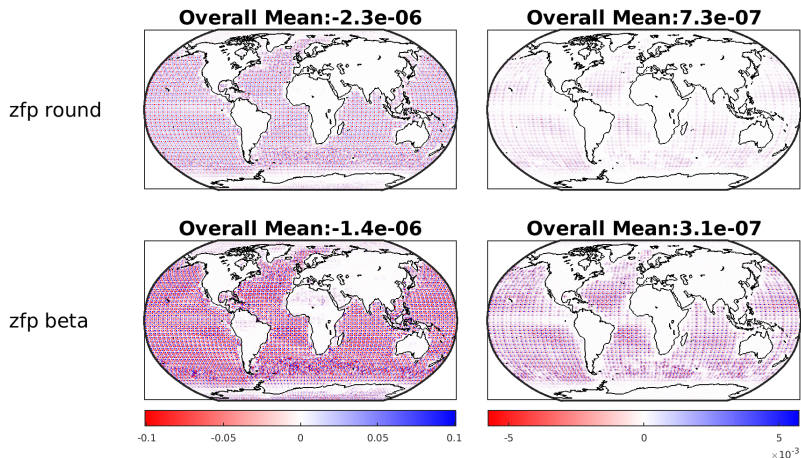 Overall Mean:-2.3e-06
Overall Mean:7.3e-07
zfp round
Overall Mean:-1.4e-06
Overall Mean:3.1e-07
zfp beta
-0.1 -0.05 0 0.05 0.1
-5 0 5
×10⁻³